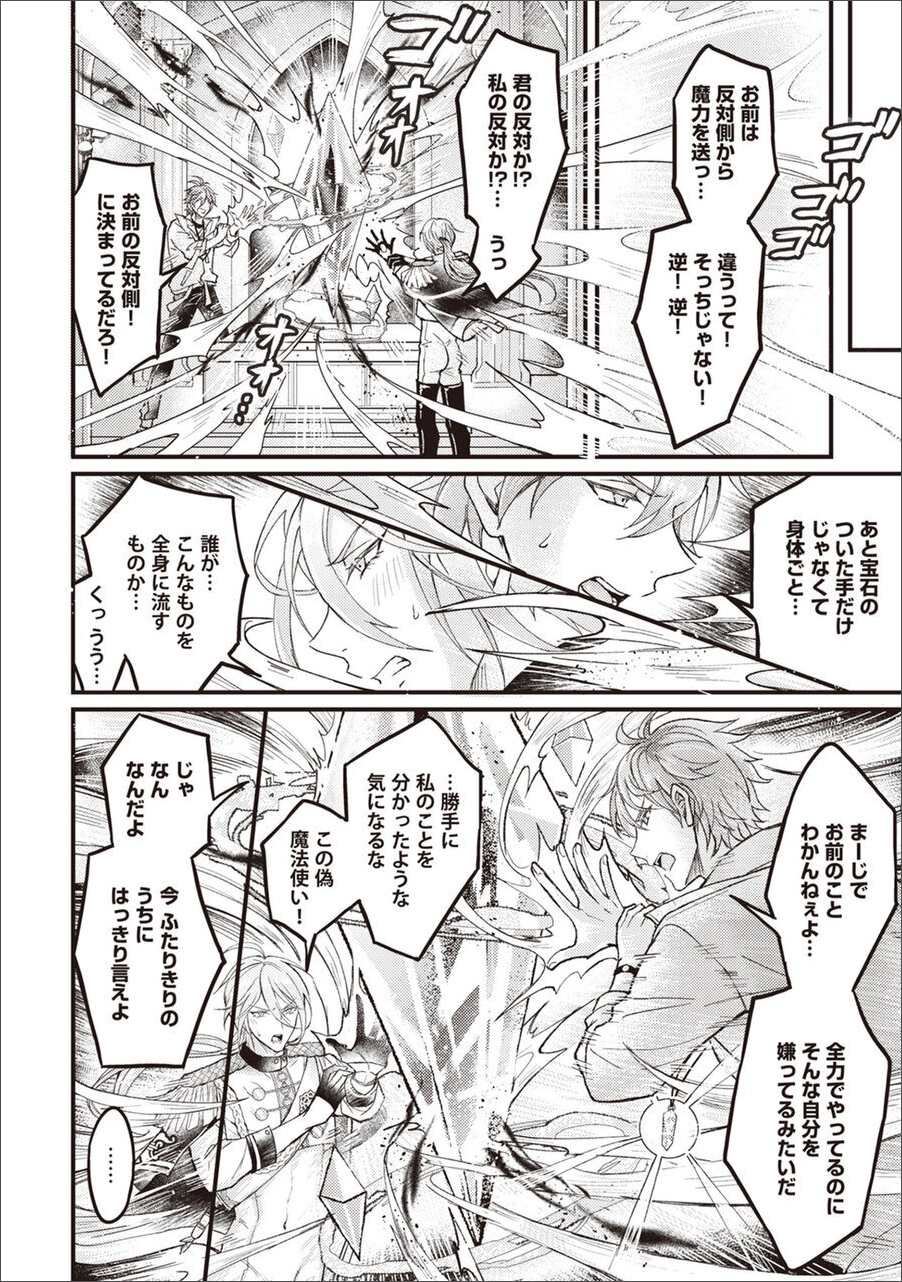 ゴゴゴ
お前は
反対側から
魔力を送っ…
違うって！
そっちじゃない！
逆！逆！
ゴオォ
君の反対か!?
私の反対か!?…
うっ
お前の反対側！
に決まってるだろ！
オオ…
あと宝石の
ついた手だけ
じゃなくて
身体ごと…
誰が…
こんなものを
全身に流す
ものか…
くっ うう…
まーじで
お前のこと
わかんねぇよ…
全力でやってるのに
そんな自分を
嫌ってるみたいだ
…勝手に
私のことを
分かったような
気になるな
この偽
魔法使い！
じゃ
なん
なんだよ
今 ふたりきりの
うちに
はっきり言えよ
……